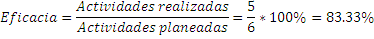 Eficacia = Actividades realizadas / Actividades planeadas = 5 / 6 * 100% = 83.33%